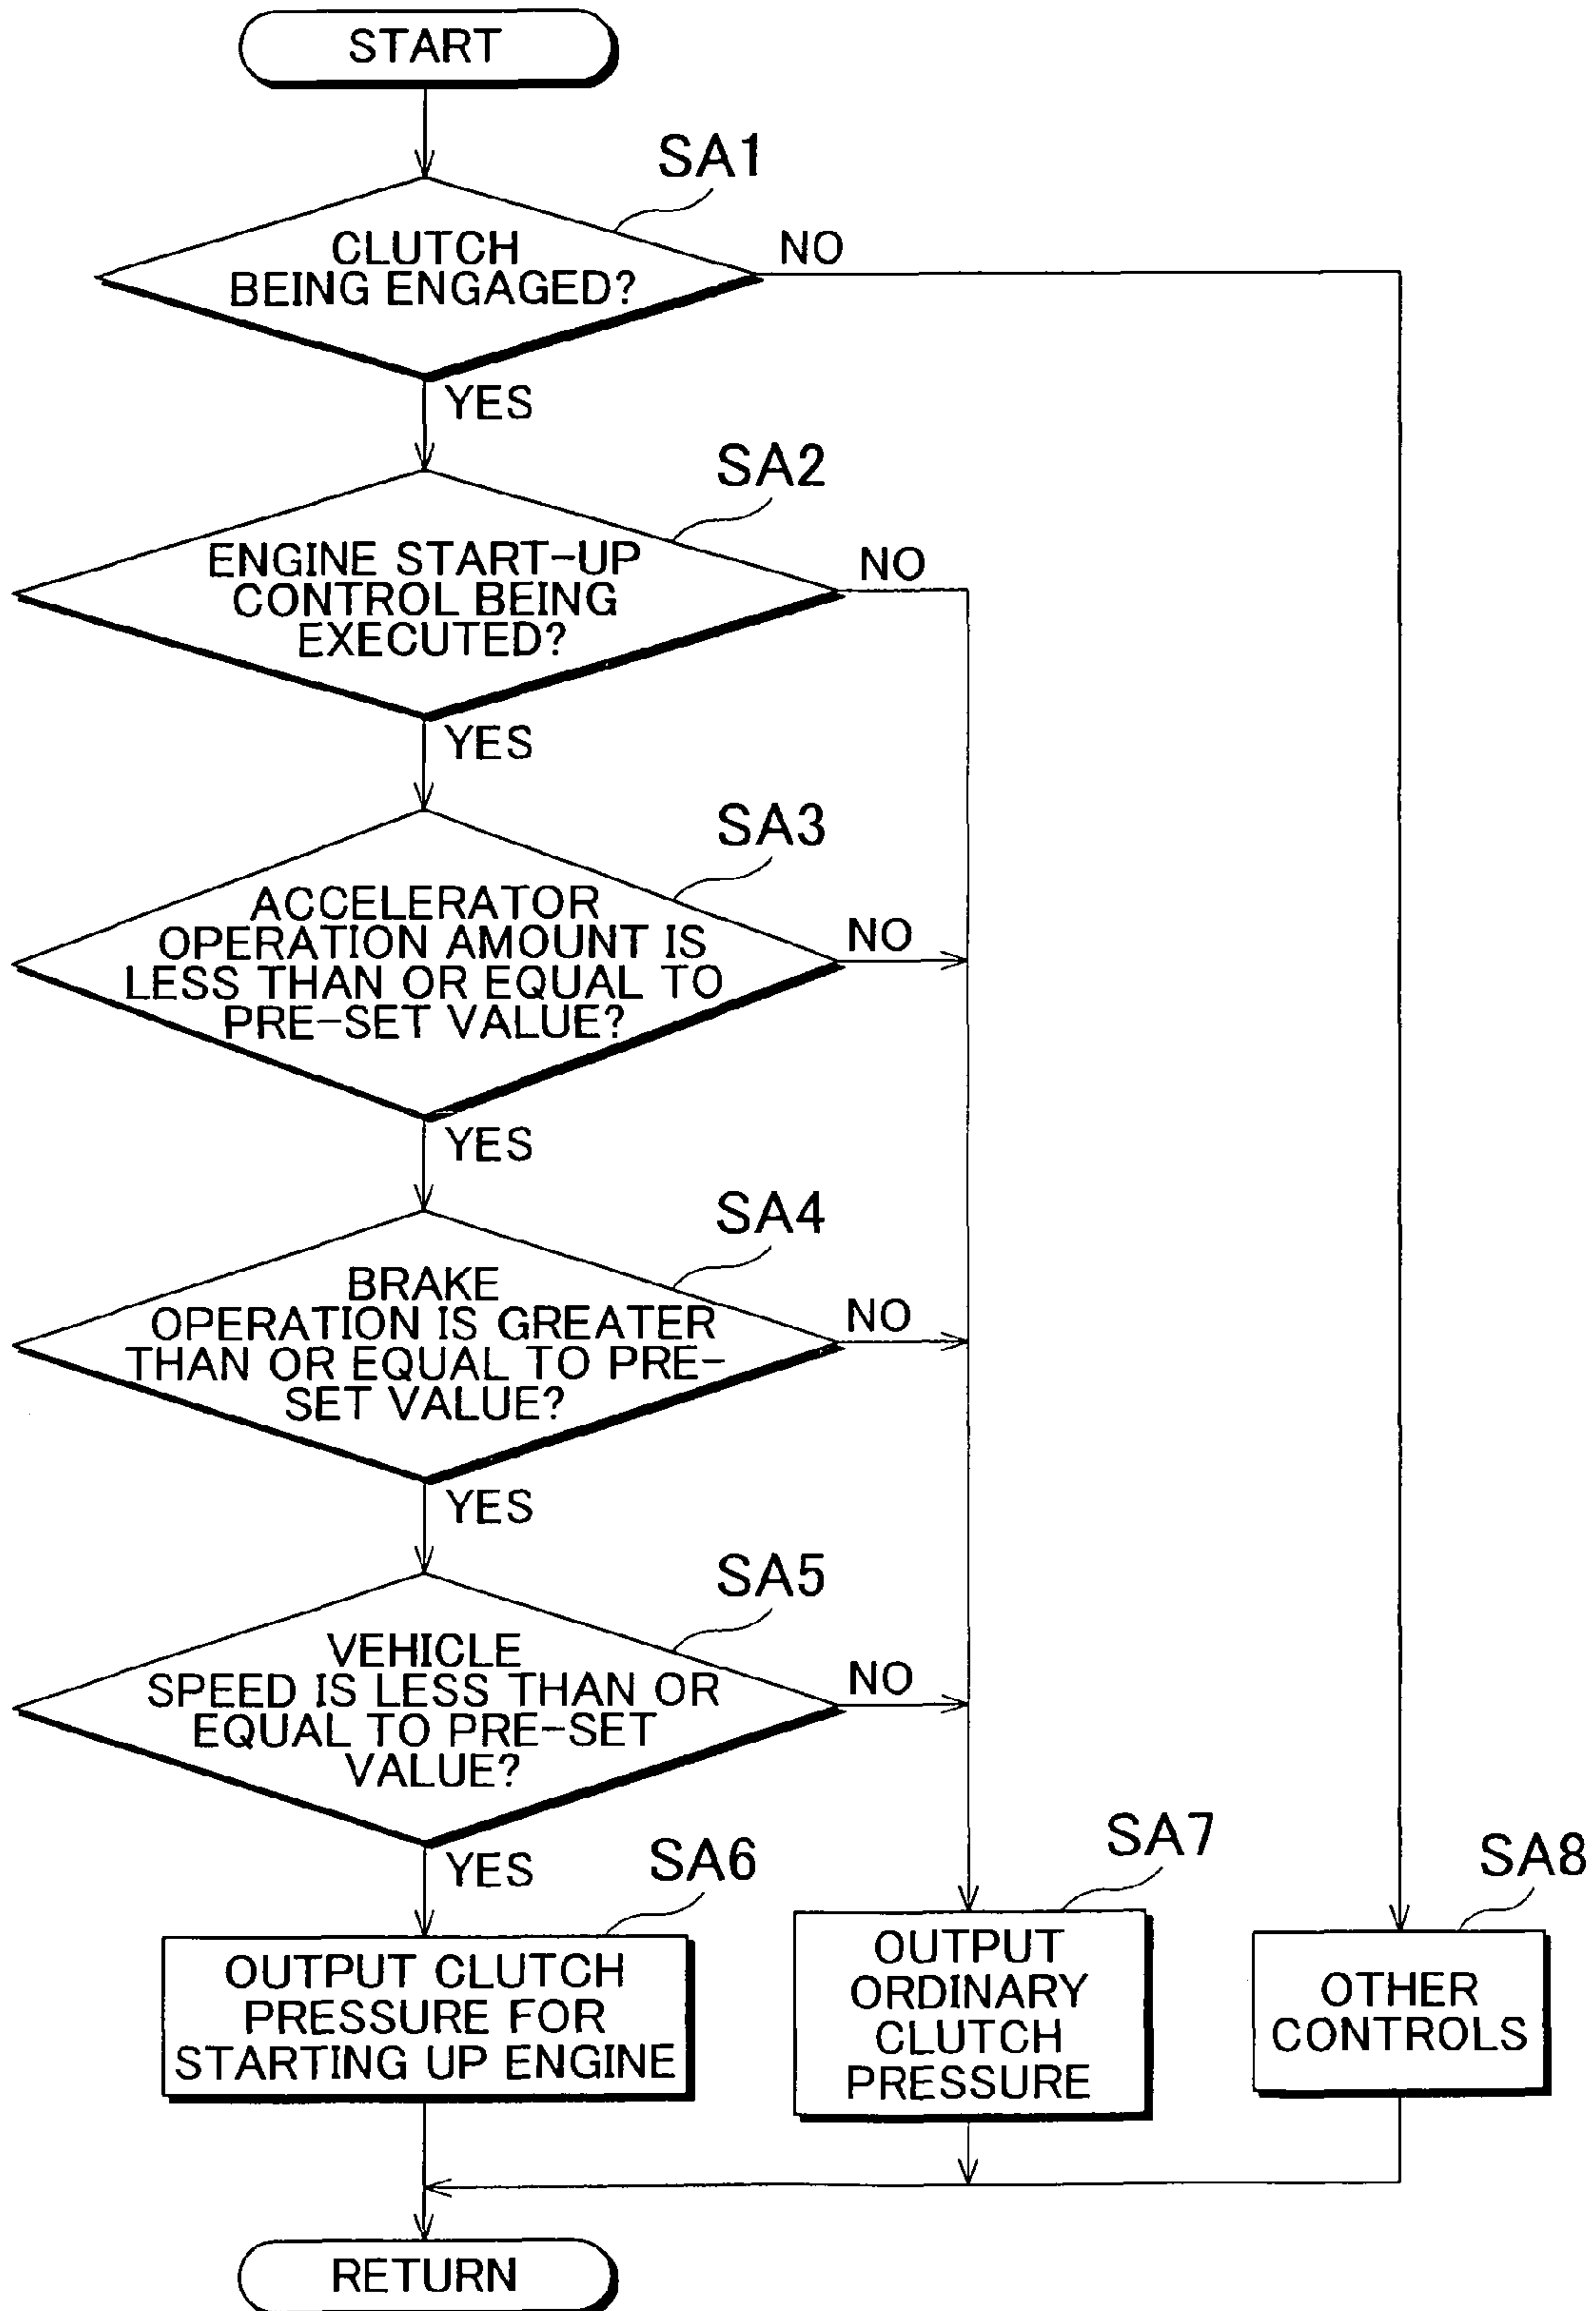 START
SA1
CLUTCH
BEING ENGAGED?
NO
YES
SA2
ENGINE START-UP
CONTROL BEING
EXECUTED?
NO
YES
SA3
ACCELERATOR
OPERATION AMOUNT IS
LESS THAN OR EQUAL TO
PRE-SET VALUE?
NO
YES
SA4
BRAKE
OPERATION IS GREATER
THAN OR EQUAL TO PRE-
SET VALUE?
NO
YES
SA5
VEHICLE
SPEED IS LESS THAN OR
EQUAL TO PRE-SET
VALUE?
NO
YES
SA6
OUTPUT CLUTCH
PRESSURE FOR
STARTING UP ENGINE
SA7
OUTPUT
ORDINARY
CLUTCH
PRESSURE
SA8
OTHER
CONTROLS
RETURN